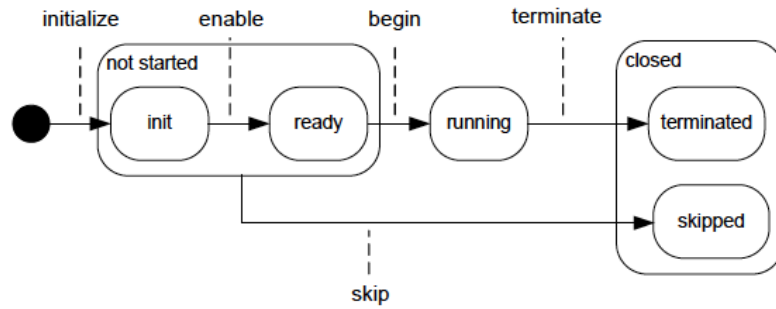 initialize
enable
begin
terminate
not started
closed
init
ready
running
terminated
skipped
skip